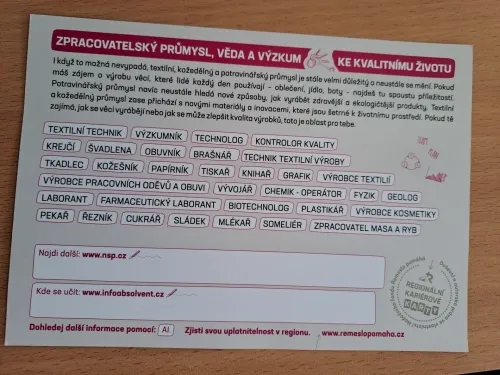 ZPRACOVATELSKÝ PRŮMYSL, VĚDA A VÝZKUM KE KVALITNÍMU ŽIVOTU
I když to možná nevypadá, textilní, kožedělný a potravinářský průmysl je stále velmi důležitý a neustále se mění. Pokud
máš zájem o výrobu věcí, které lidé každý den používají - oblečení, jídlo, boty - najdeš tu spoustu příležitostí.
Potravinářský průmysl navíc neustále hledá nové způsoby, jak vyrábět zdravější a ekologičtější produkty. Textilní
a kožedělný průmysl zase přichází s novými materiály a inovacemi, které jsou šetrné k životnímu prostředí. Pokud tě
zajímá, jak se věci vyrábějí nebo jak se může zlepšit kvalita výrobků, toto je oblast pro tebe.
TEXTILNÍ TECHNIK VÝZKUMNÍK TECHNOLOG KONTROLOR KVALITY
KREJČÍ ŠVADLENA OBUVNÍK BRAŠNÁŘ TECHNIK TEXTILNÍ VÝROBY
TKADLEC KOŽEŠNÍK PAPÍRNÍK TISKAŘ KNIHAŘ GRAFIK VÝROBCE TEXTILIÍ
VÝROBCE PRACOVNÍCH ODĚVŮ A OBUVI VÝVOJÁŘ CHEMIK - OPERÁTOR FYZIK GEOLOG
LABORANT FARMACEUTICKÝ LABORANT BIOTECHNOLOG PLASTIKÁŘ VÝROBCE KOSMETIKY
PEKAŘ ŘEZNÍK CUKRÁŘ SLÁDEK MLÉKAŘ SOMELIÉR ZPRACOVATEL MASA A RYB
Najdi další: www.nsp.cz
Kde se učit: www.infoabsolvent.cz
REGIONÁLNÍ
KARIÉROVÉ
KARTY
Dohledej další informace pomocí: AI Zjisti svou uplatnitelnost v regionu. www.remeslopomaha.cz